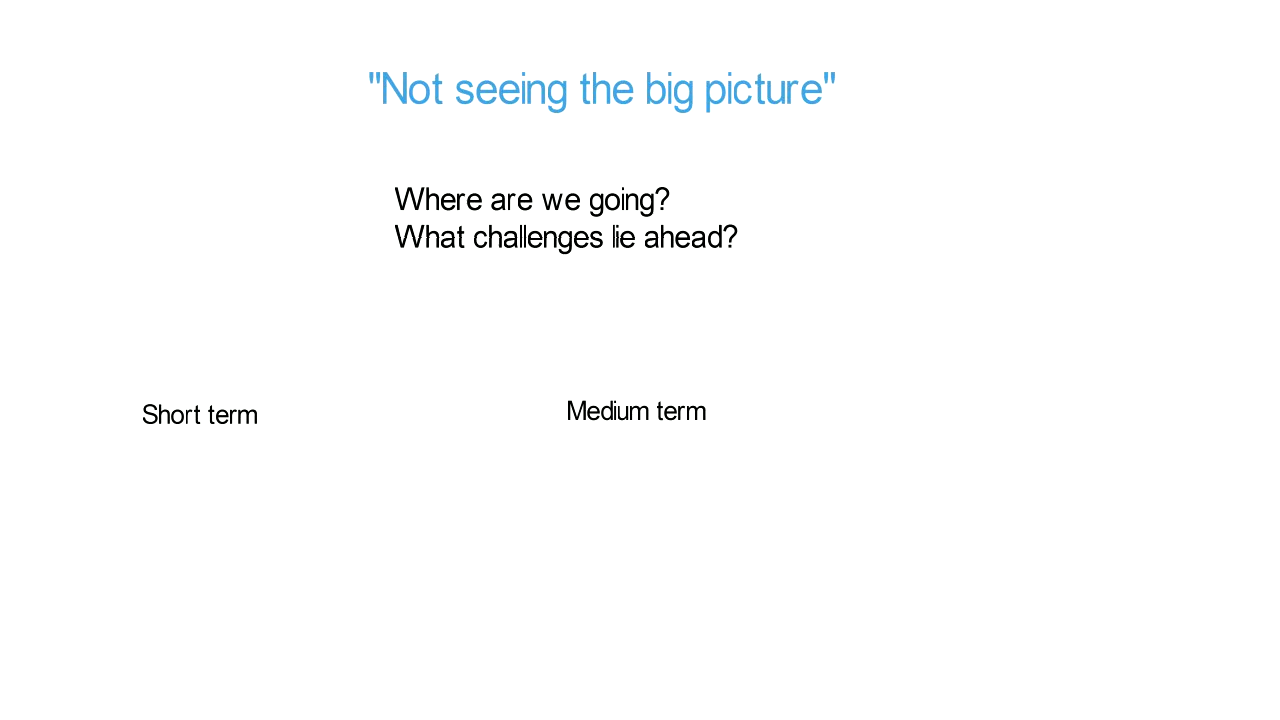 "Not seeing the big picture"
Where are we going?
What challenges lie ahead?
Short term
Medium term